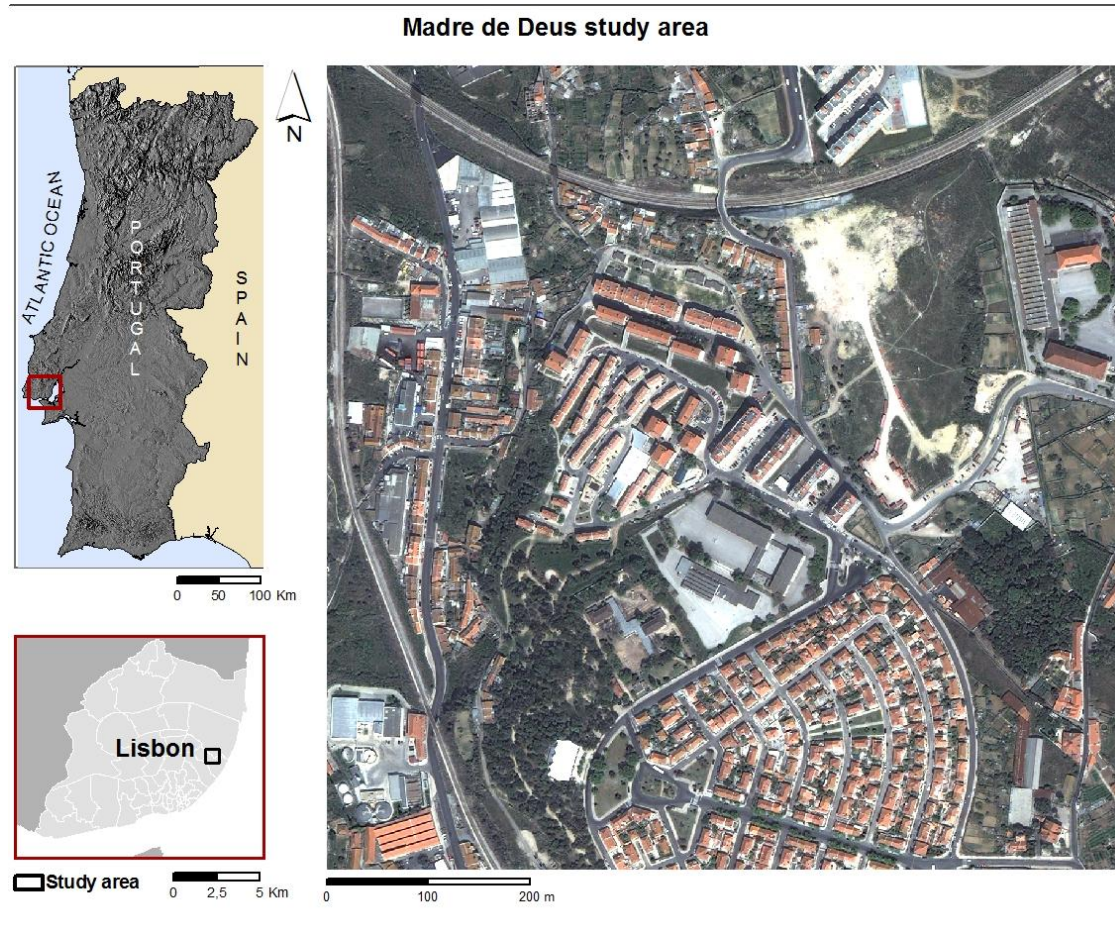 Madre de Deus study area
N
ATLANTIC OCEAN
PORTUGAL
SPAIN
0 50 100 Km
Lisbon
Study area
0 2,5 5 Km
0 100 200 m